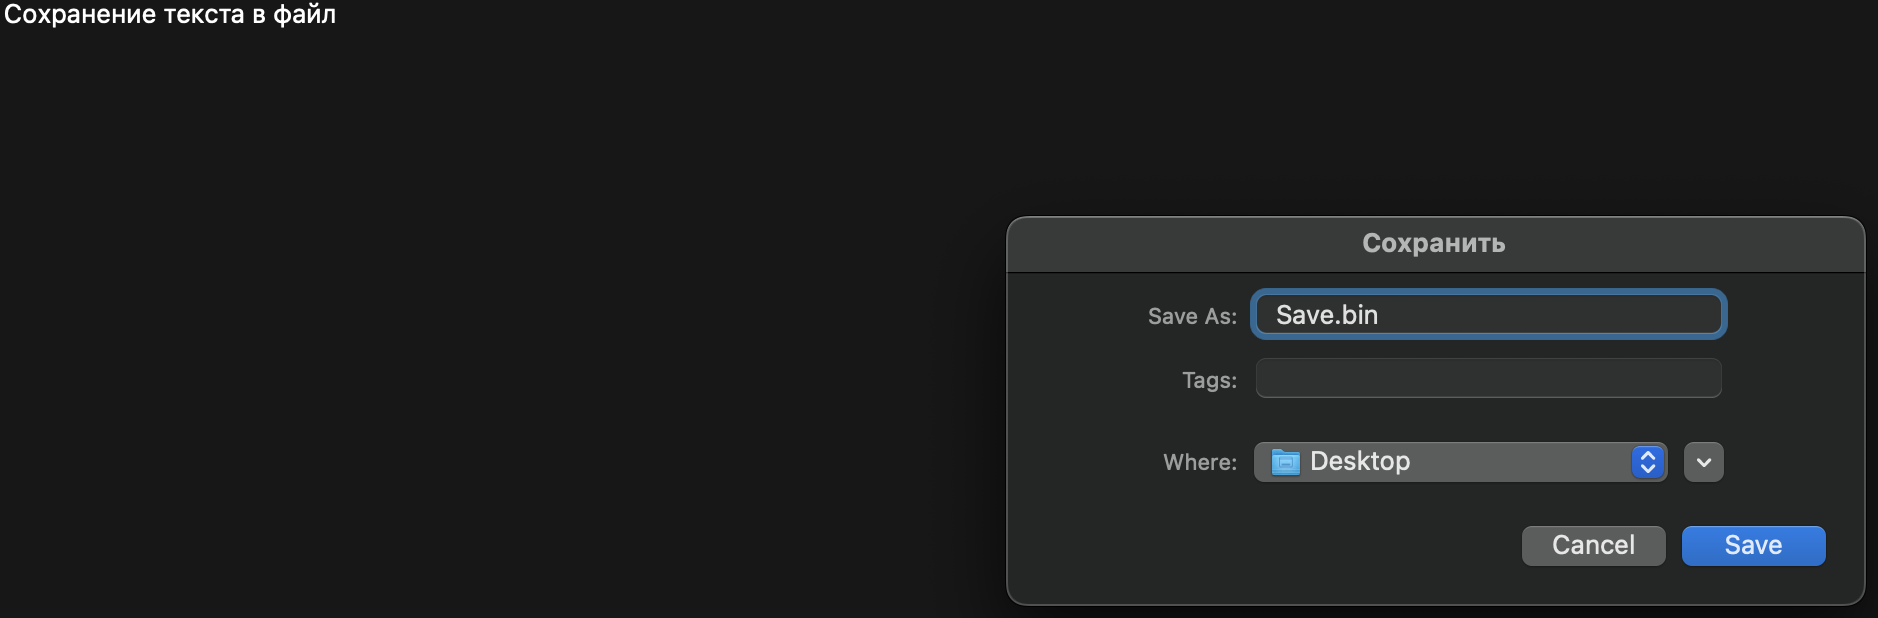 Сохранение текста в файл
Сохранить
Save As: Save.bin
Tags:
Where: Desktop
Cancel Save